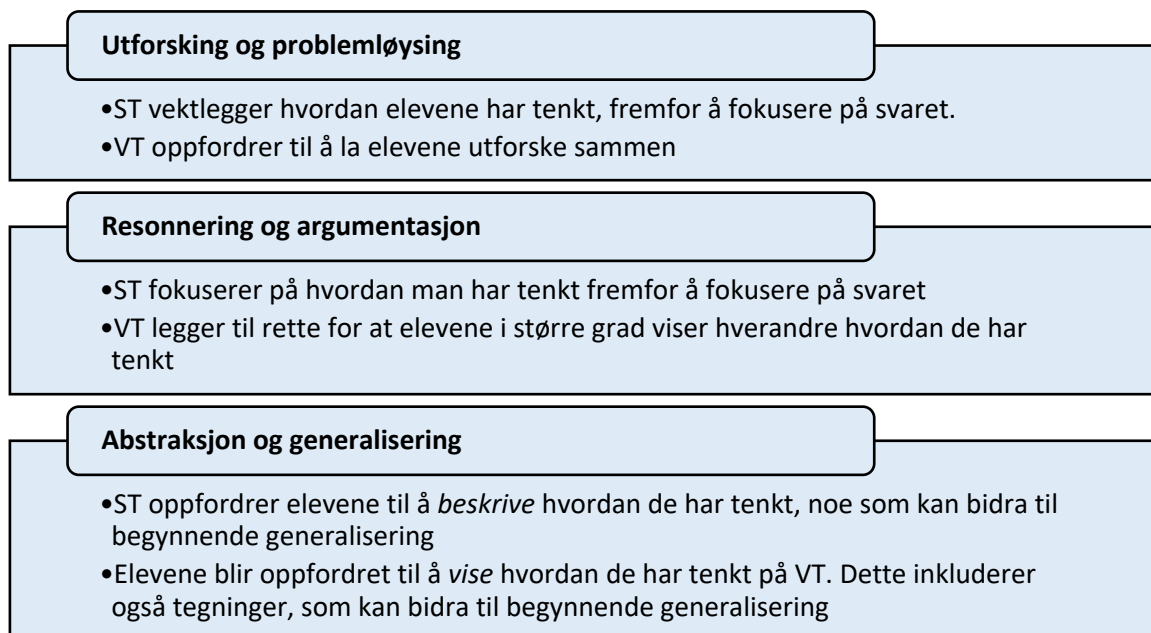 Utforsking og problemløysing
•ST vektlegger hvordan elevene har tenkt, fremfor å fokusere på svaret.
•VT oppfordrer til å la elevene utforske sammen
Resonnering og argumentasjon
•ST fokuserer på hvordan man har tenkt fremfor å fokusere på svaret
•VT legger til rette for at elevene i større grad viser hverandre hvordan de har
tenkt
Abstraksjon og generalisering
•ST oppfordrer elevene til å beskrive hvordan de har tenkt, noe som kan bidra til
begynnende generalisering
•Elevene blir oppfordret til å vise hvordan de har tenkt på VT. Dette inkluderer
også tegninger, som kan bidra til begynnende generalisering